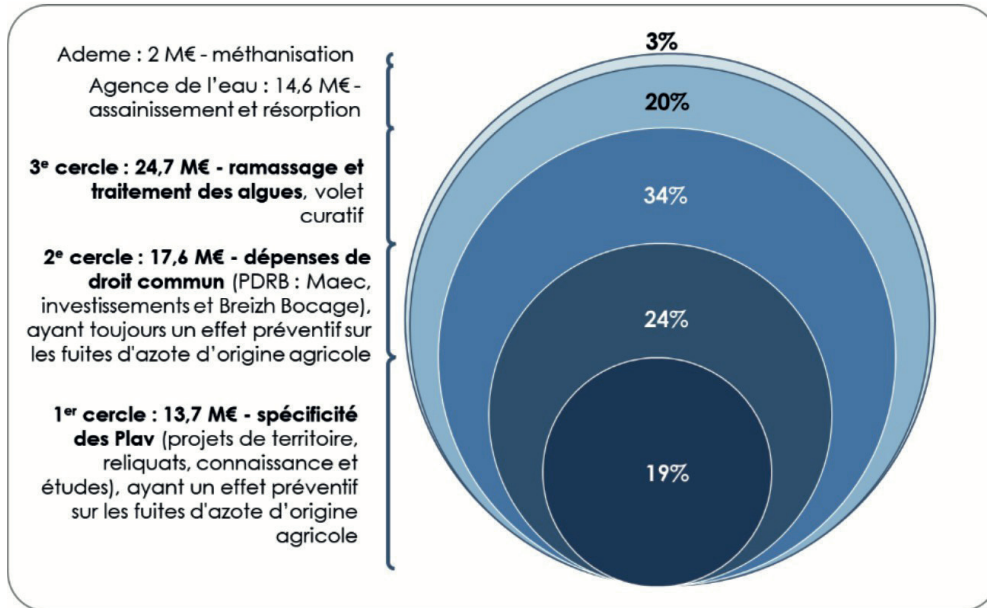 Ademe : 2 M€ - méthanisation
Agence de l'eau : 14,6 M€ -
assainissement et résorption
3e cercle : 24,7 M€ - ramassage et
traitement des algues, volet
curatif
2e cercle : 17,6 M€ - dépenses de
droit commun (PDRB : Maec,
investissements et Breizh Bocage),
ayant toujours un effet préventif sur
les fuites d'azote d'origine agricole
1er cercle : 13,7 M€ - spécificité
des Plav (projets de territoire,
reliquats, connaissance et
études), ayant un effet préventif
sur les fuites d'azote d'origine
agricole
3%
20%
34%
24%
19%